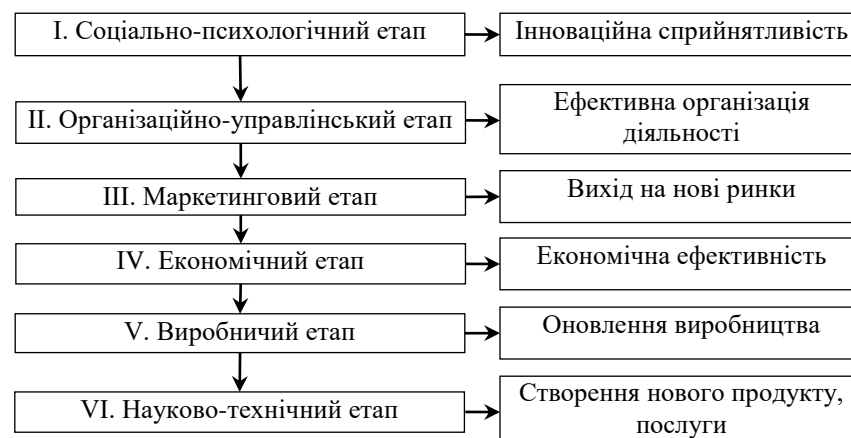 I. Соціально-психологічний етап
Інноваційна сприйнятливість
II. Організаційно-управлінський етап
Ефективна організація
діяльності
III. Маркетинговий етап
Вихід на нові ринки
IV. Економічний етап
Економічна ефективність
V. Виробничий етап
Оновлення виробництва
VI. Науково-технічний етап
Створення нового продукту,
послуги